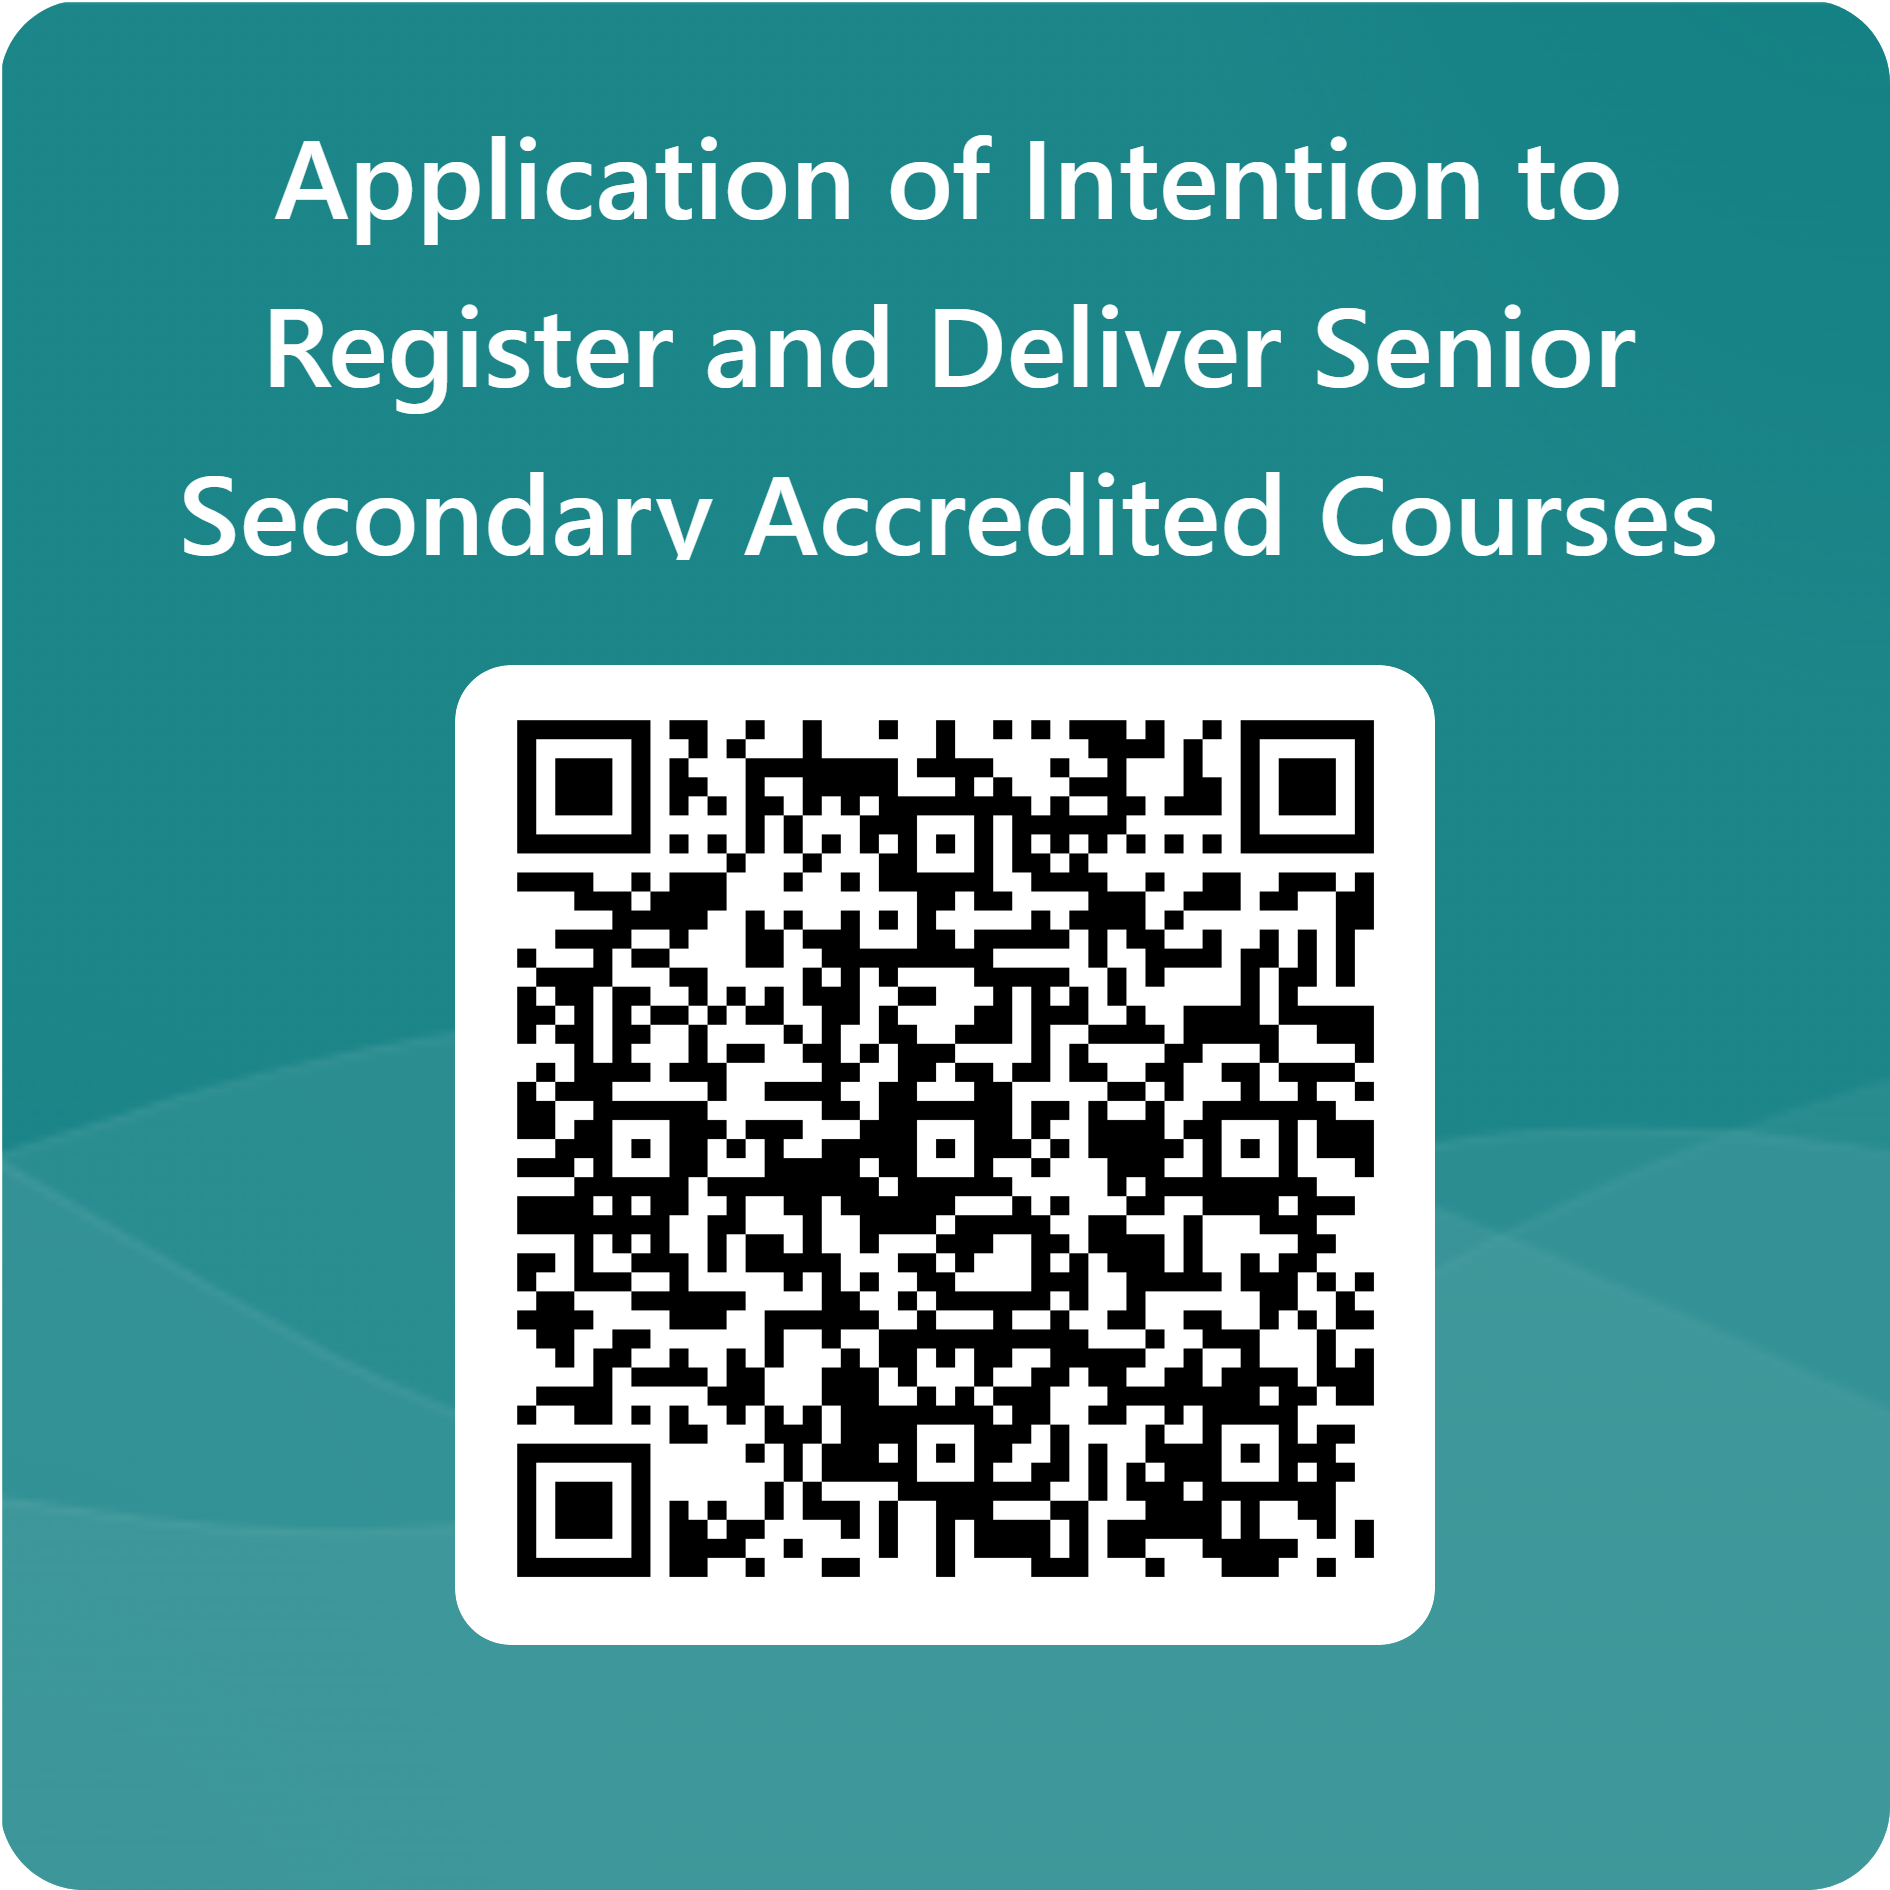 Application of Intention to
Register and Deliver Senior
Secondary Accredited Courses